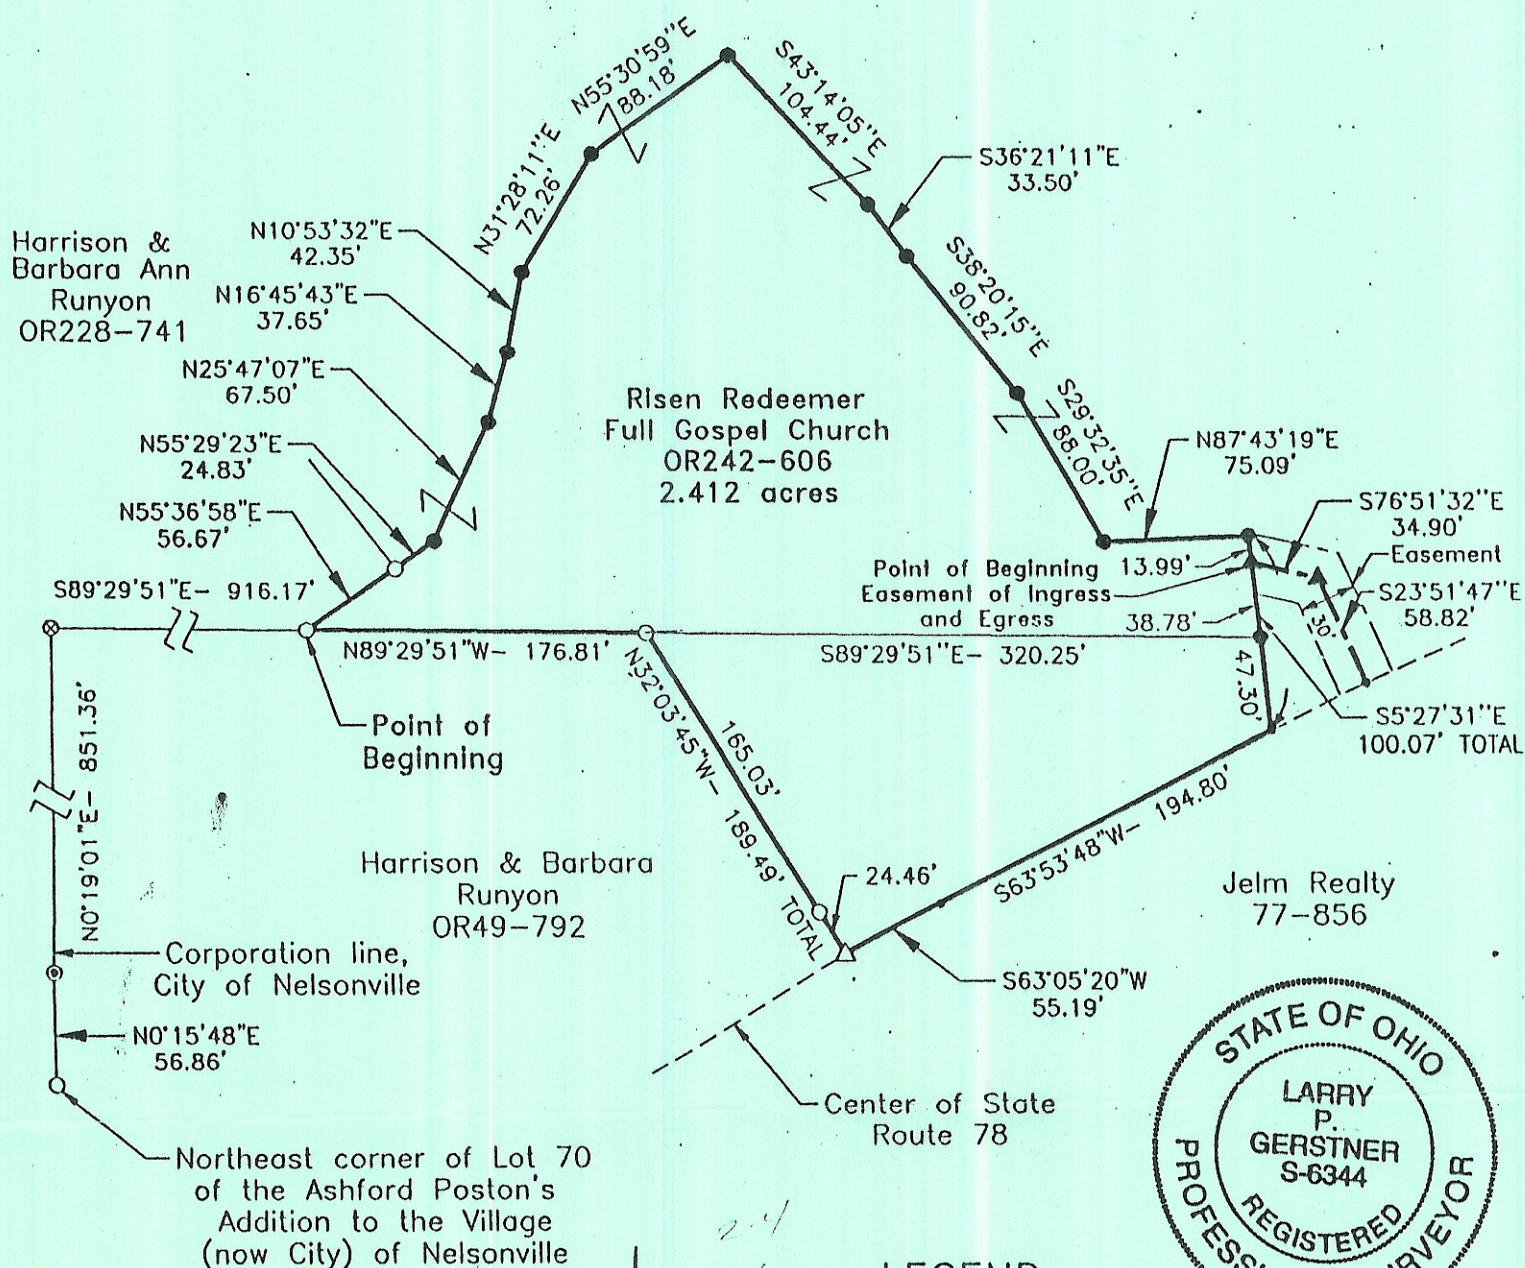 N55°30'59"E
88.18'
S43°14'05"E
104.44'
N31°28'11"E
72.26'
S36°21'11"E
33.50'
Harrison &
Barbara Ann
Runyon
OR228-741
N10°53'32"E
42.35'
N16°45'43"E
37.65'
N25°47'07"E
67.50'
N55°29'23"E
24.83'
N55°36'58"E
56.67'
S38°20'15"E
90.82'
S29°32'35"E
88.00'
Risen Redeemer
Full Gospel Church
OR242-606
2.412 acres
N87°43'19"E
75.09'
S76°51'32"E
34.90'
Easement
S23°51'47"E
58.82'
30'
Point of Beginning
Easement of Ingress
and Egress
13.99'
38.78'
S89°29'51"E- 916.17'
N89°29'51"W- 176.81'
S89°29'51"E- 320.25'
47.30'
S5°27'31"E
100.07' TOTAL
Point of
Beginning
N0°19'01"E- 851.36'
165.03'
N32°03'45"W- 189.49' TOTAL
S63°53'48"W- 194.80'
24.46'
Harrison & Barbara
Runyon
OR49-792
Jelm Realty
77-856
Corporation line,
City of Nelsonville
S63°05'20"W
55.19'
N0°15'48"E
56.86'
Center of State
Route 78
Northeast corner of Lot 70
of the Ashford Poston's
Addition to the Village
(now City) of Nelsonville
2.4
LEGEND
STATE OF OHIO
LARRY
P.
GERSTNER
S-6344
REGISTERED